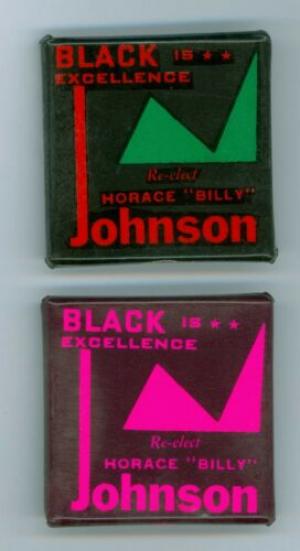 BLACK IS ★ ★
EXCELLENCE
Re-elect
HORACE "BILLY"
Johnson
BLACK IS ★ ★
EXCELLENCE
Re-elect
HORACE "BILLY"
Johnson